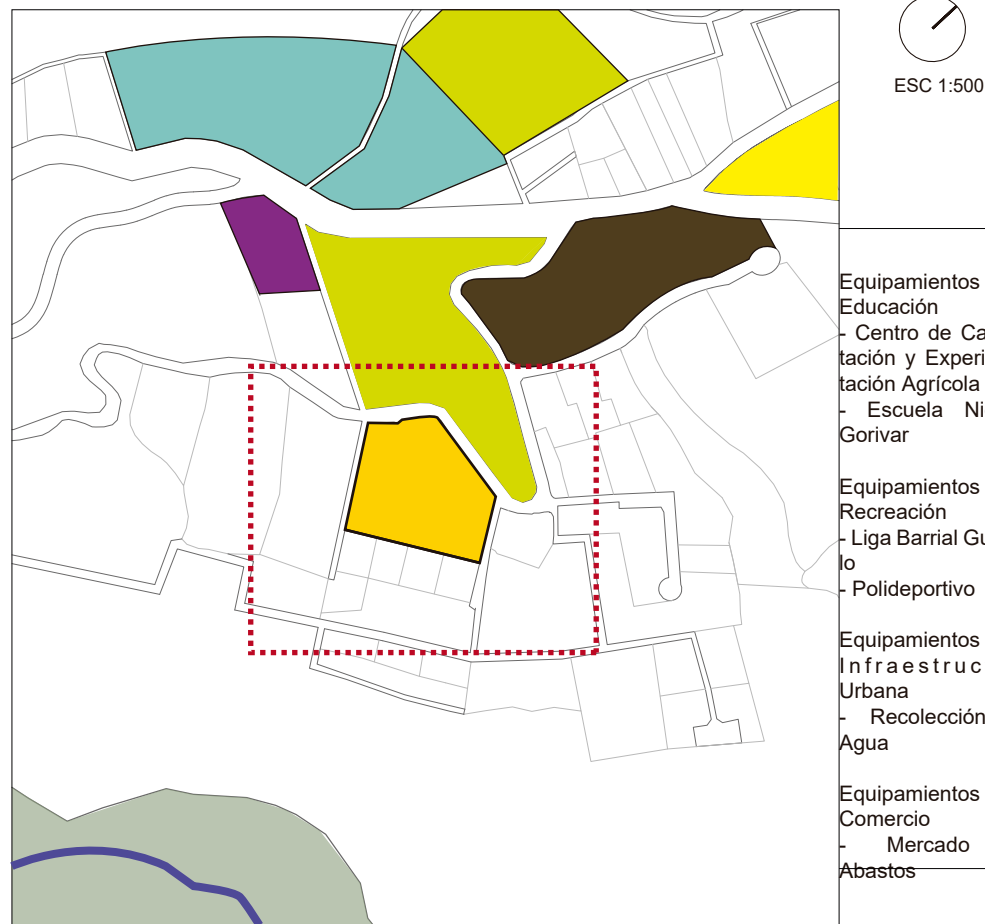 ESC 1:500
Equipamientos
Educación
- Centro de Ca
tación y Experi
tación Agrícola
- Escuela Ni
Gorivar
Equipamientos
Recreación
- Liga Barrial Gu
lo
- Polideportivo
Equipamientos
Infraestruc
Urbana
- Recolección
Agua
Equipamientos
Comercio
- Mercado
Abastos